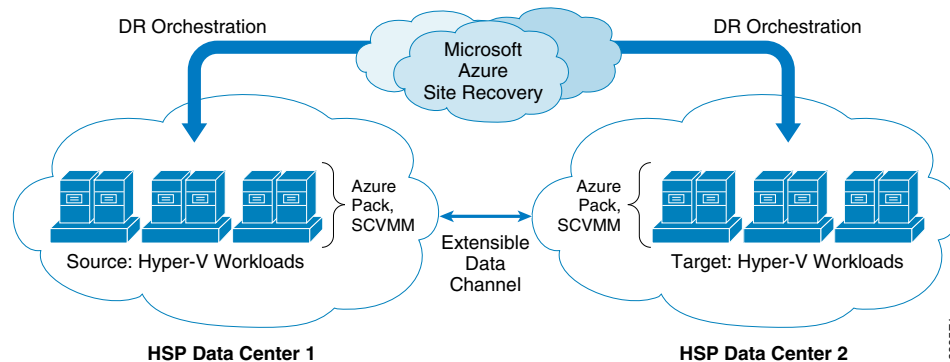 DR Orchestration
DR Orchestration
Microsoft
Azure
Site Recovery
Azure
Pack,
SCVMM
Azure
Pack,
SCVMM
Source: Hyper-V Workloads
Extensible
Data
Channel
Target: Hyper-V Workloads
HSP Data Center 1
HSP Data Center 2